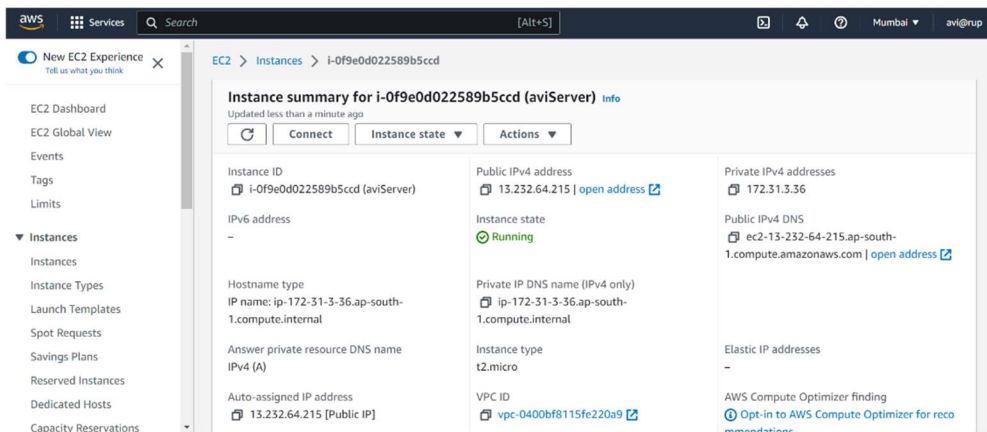 aws
Services
Search
[Alt+S]
Mumbai ▼
avi@rup
New EC2 Experience
Tell us what you think
EC2 Dashboard
EC2 Global View
Events
Tags
Limits
▼ Instances
Instances
Instance Types
Launch Templates
Spot Requests
Savings Plans
Reserved Instances
Dedicated Hosts
Capacity Reservations
EC2 > Instances > i-0f9e0d022589b5ccd
Instance summary for i-0f9e0d022589b5ccd (aviServer) Info
Updated less than a minute ago
Connect
Instance state ▼
Actions ▼
Instance ID
i-0f9e0d022589b5ccd (aviServer)
Public IPv4 address
13.232.64.215 | open address
Private IPv4 addresses
172.31.3.36
IPv6 address
–
Instance state
Running
Public IPv4 DNS
ec2-13-232-64-215.ap-south-
1.compute.amazonaws.com | open address
Hostname type
IP name: ip-172-31-3-36.ap-south-
1.compute.internal
Private IP DNS name (IPv4 only)
ip-172-31-3-36.ap-south-
1.compute.internal
Answer private resource DNS name
IPv4 (A)
Instance type
t2.micro
Elastic IP addresses
–
Auto-assigned IP address
13.232.64.215 [Public IP]
VPC ID
vpc-0400bf8115fe220a9
AWS Compute Optimizer finding
Opt-in to AWS Compute Optimizer for reco
mmendations.